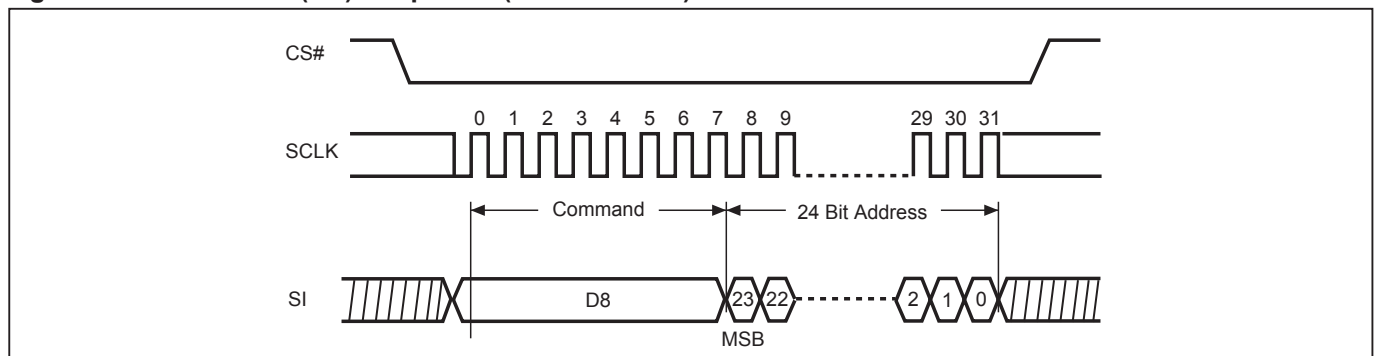 CS#
0 1 2 3 4 5 6 7 8 9 29 30 31
SCLK
Command 24 Bit Address
SI D8 23 22 2 1 0
MSB